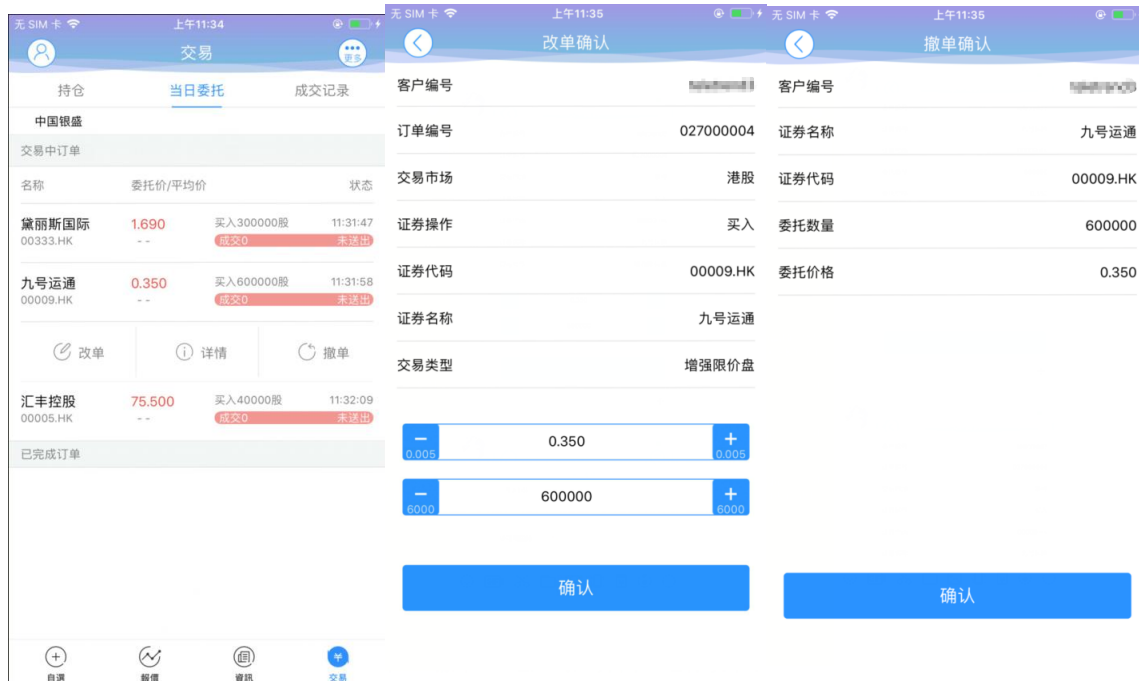 无 SIM 卡 上午11:34
交易
更多
持仓 当日委托 成交记录
中国银盛
交易中订单
名称 委托价/平均价 状态
黛丽斯国际 1.690 买入300000股 11:31:47
00333.HK -- 成交0 未送出
九号运通 0.350 买入600000股 11:31:58
00009.HK -- 成交0 未送出
改单 详情 撤单
汇丰控股 75.500 买入40000股 11:32:09
00005.HK -- 成交0 未送出
已完成订单
自選 報價 資訊 交易
无 SIM 卡 上午11:35
改单确认
客户编号
订单编号 027000004
交易市场 港股
证券操作 买入
证券代码 00009.HK
证券名称 九号运通
交易类型 增强限价盘
− 0.350 +
0.005 0.005
− 600000 +
6000 6000
确认
无 SIM 卡 上午11:35
撤单确认
客户编号
证券名称 九号运通
证券代码 00009.HK
委托数量 600000
委托价格 0.350
确认